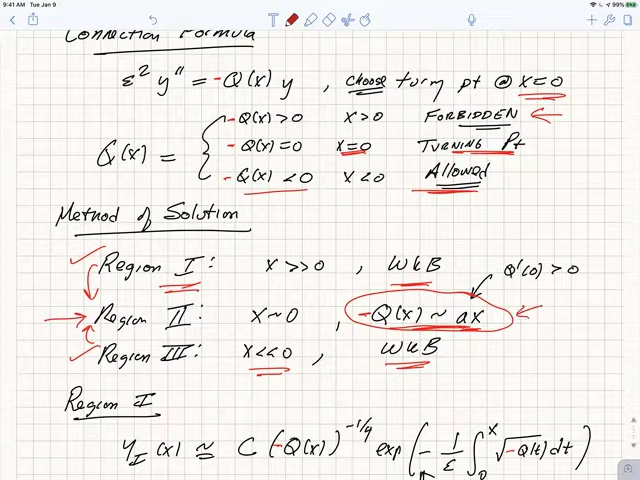 9:41 AM Tue Jan 9
99%
Connection Formula
ε² y'' = -Q(x) y , choose turn pt @ x=0
Q(x) = { -Q(x) > 0 x > 0 FORBIDDEN ←
-Q(x) = 0 x = 0 TURNING Pt
-Q(x) < 0 x < 0 Allowed
Method of Solution
✓ Region I: x >> 0 , WKB Q'(0) > 0
→ Region II: x ~ 0 , -Q(x) ~ ax ←
✓ Region III: x << 0 , WKB
Region I
y_I(x) ≅ C (-Q(x))^{-1/4} exp(- 1/ε ∫_0^x √-Q(t) dt)